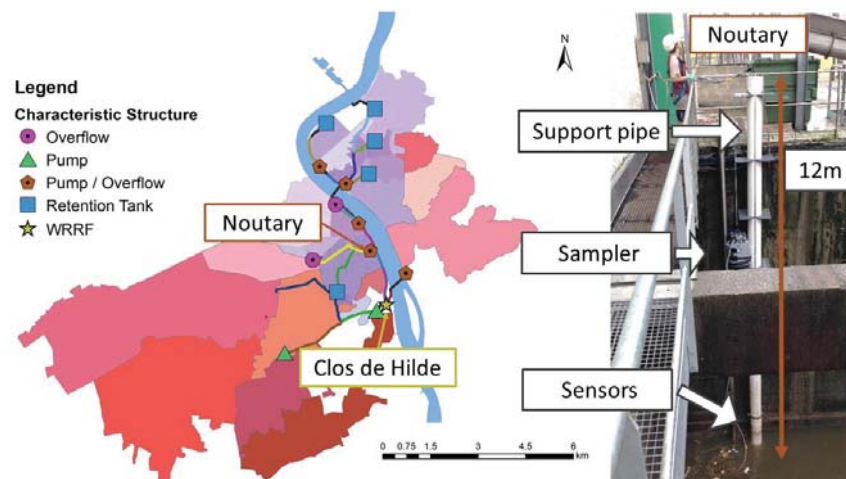 Legend
Characteristic Structure
Overflow
Pump
Pump / Overflow
Retention Tank
WRRF
Noutary
Clos de Hilde
N
0 0.75 1.5 3 4.5 6
km
Noutary
Support pipe
12m
Sampler
Sensors